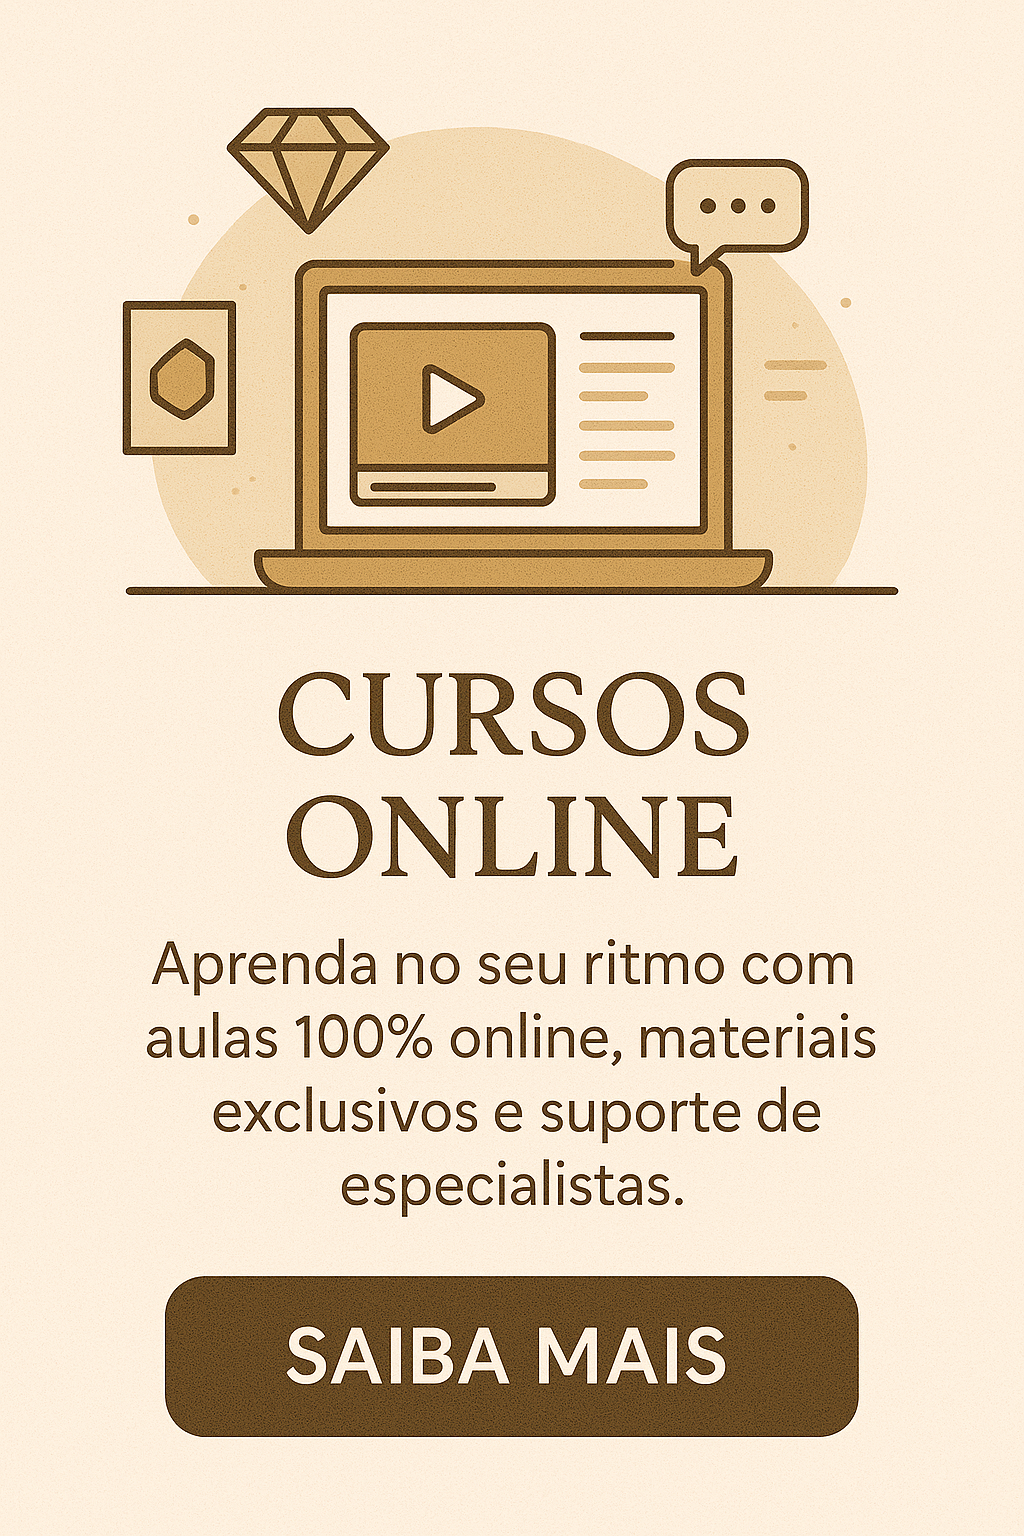 CURSOS
ONLINE
Aprenda no seu ritmo com
aulas 100% online, materiais
exclusivos e suporte de
especialistas.
SAIBA MAIS